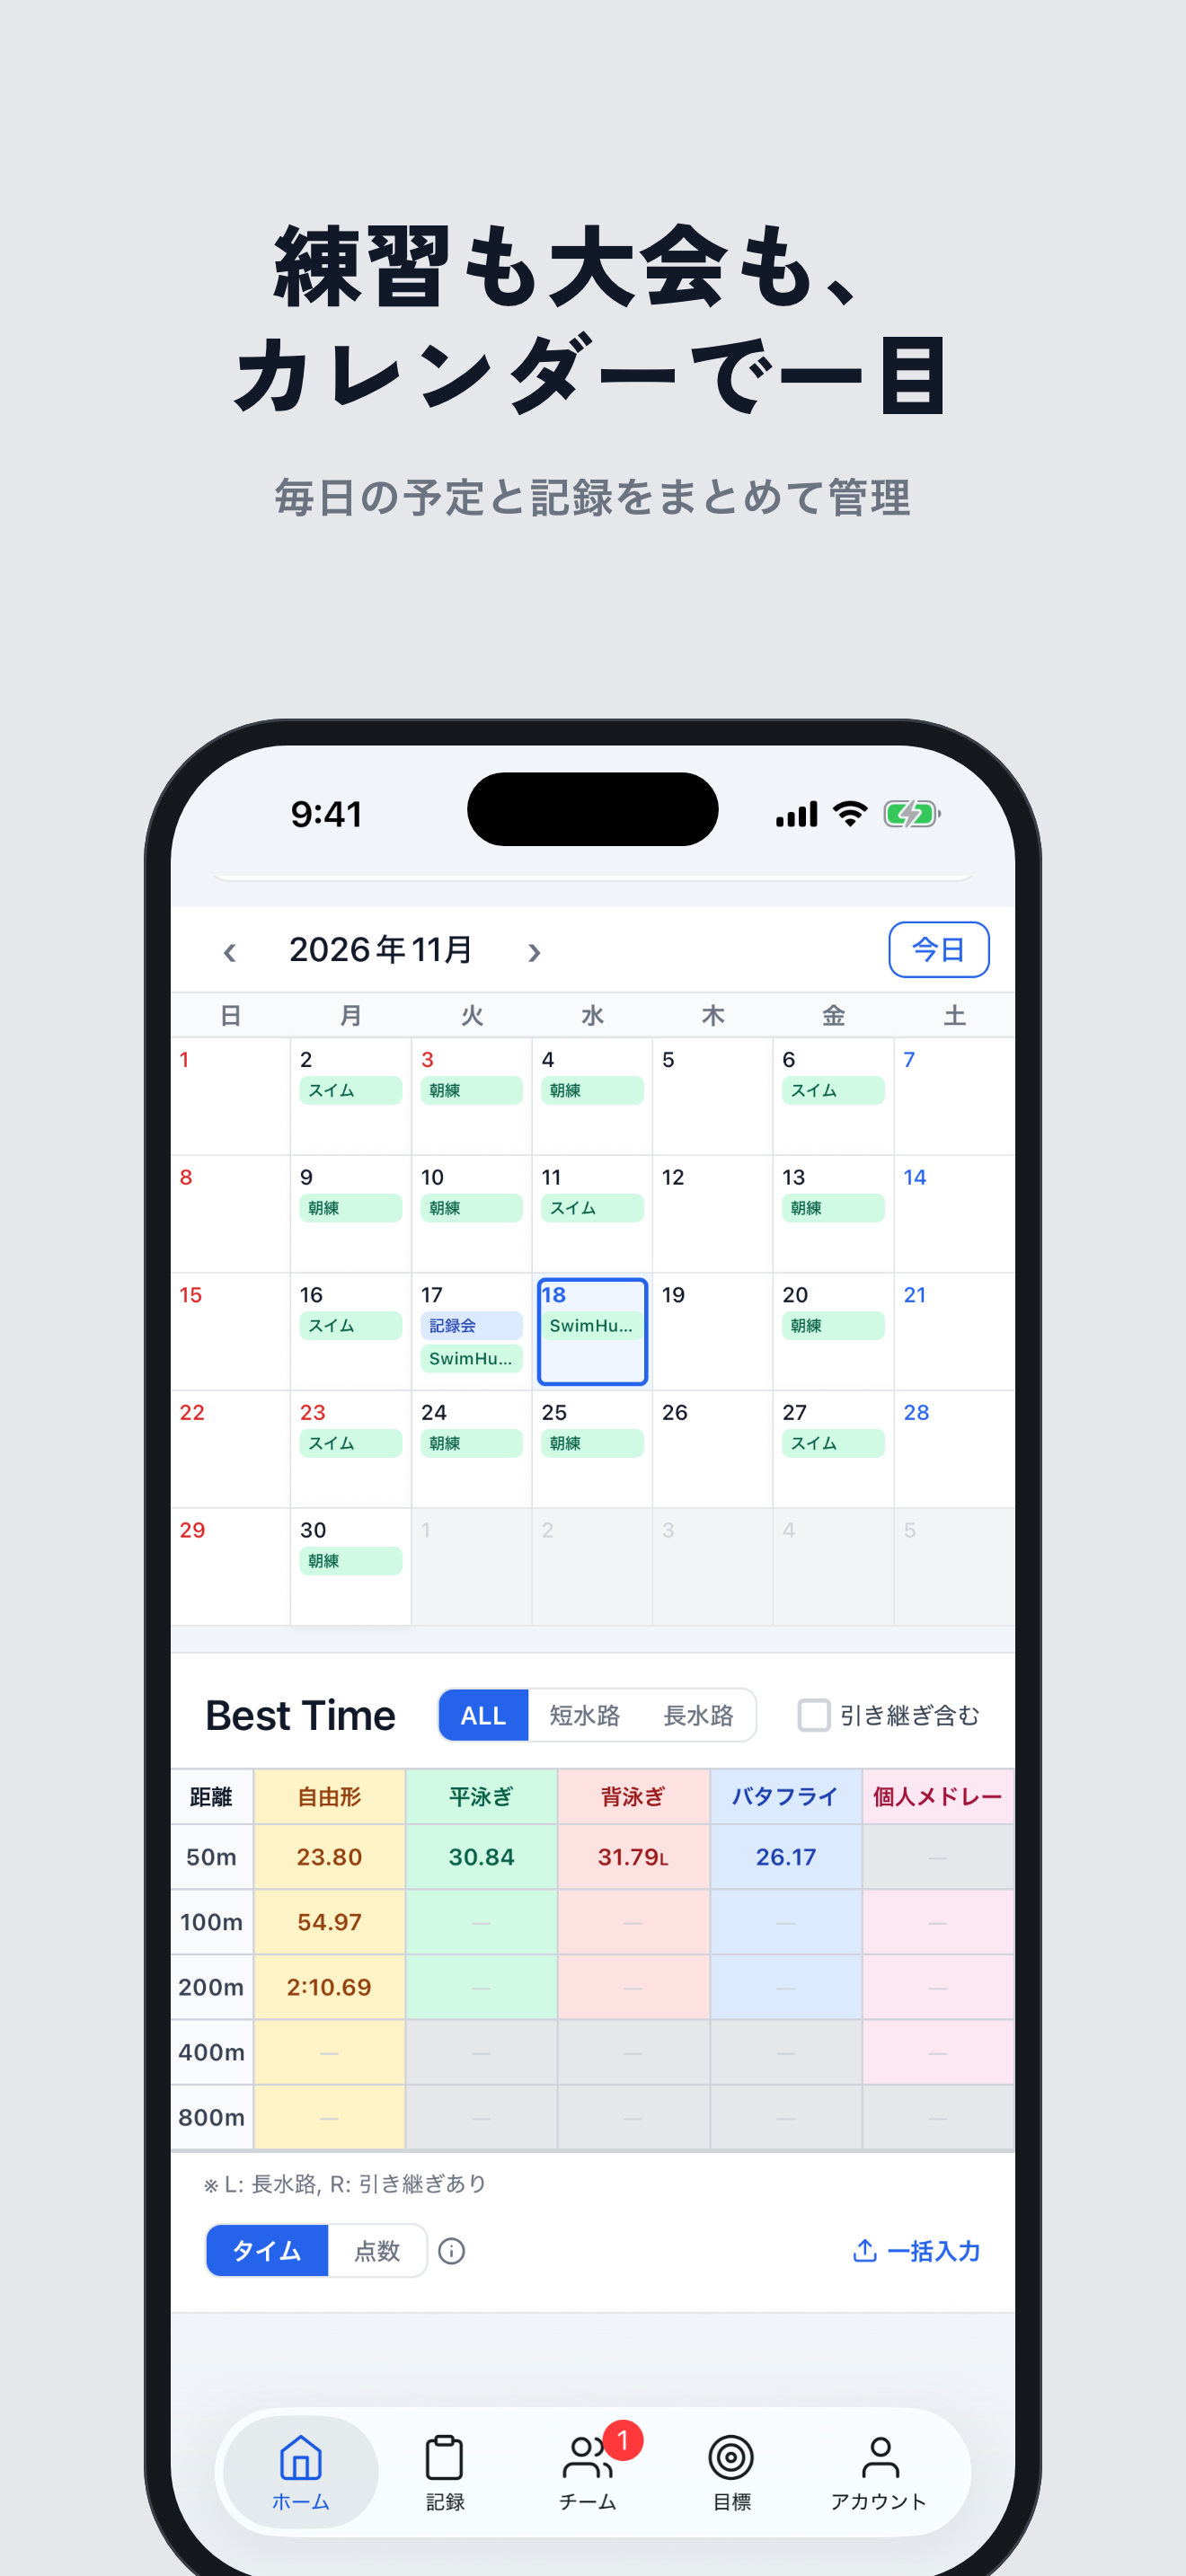 練習も大会も、
カレンダーで一目
毎日の予定と記録をまとめて管理
9:41
‹ 2026年11月 › 今日
日 月 火 水 木 金 土
1 2 3 4 5 6 7
スイム 朝練 朝練 スイム
8 9 10 11 12 13 14
朝練 朝練 スイム 朝練
15 16 17 18 19 20 21
スイム 記録会 SwimHu... 朝練
SwimHu...
22 23 24 25 26 27 28
スイム 朝練 朝練 スイム
29 30 1 2 3 4 5
朝練
Best Time ALL 短水路 長水路 引き継ぎ含む
距離 自由形 平泳ぎ 背泳ぎ バタフライ 個人メドレー
50m 23.80 30.84 31.79L 26.17 —
100m 54.97 — — — —
200m 2:10.69 — — — —
400m — — — — —
800m — — — — —
※ L: 長水路, R: 引き継ぎあり
タイム 点数 一括入力
1
ホーム 記録 チーム 目標 アカウント